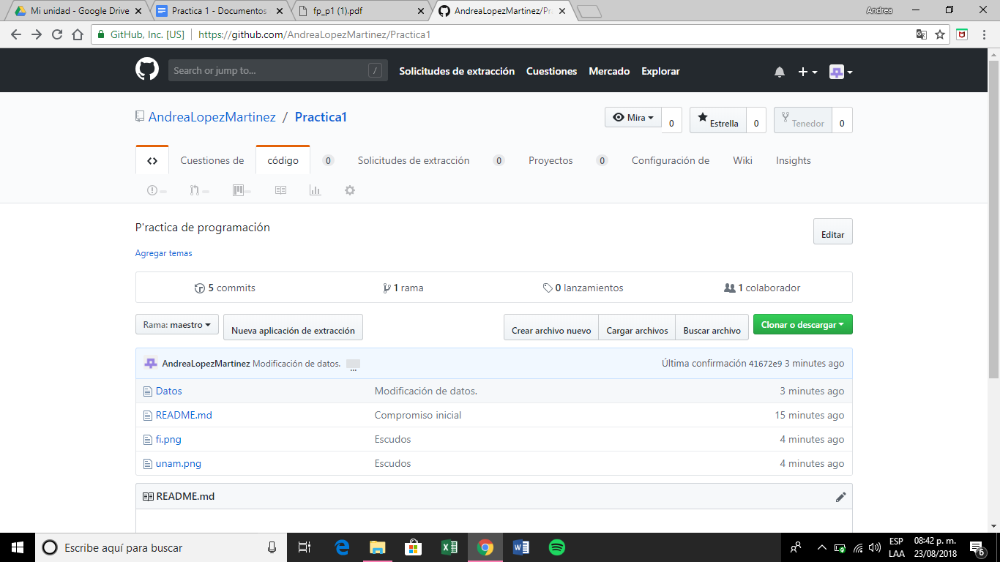 Mi unidad - Google Drive
Practica 1 - Documentos
fp_p1 (1).pdf
AndreaLopezMartinez/Pr
Andrea
GitHub, Inc. [US]
https://github.com/AndreaLopezMartinez/Practica1
Search or jump to...
/
Solicitudes de extracción
Cuestiones
Mercado
Explorar
AndreaLopezMartinez / Practica1
Mira
0
Estrella
0
Tenedor
0
Cuestiones de
código
0
Solicitudes de extracción
0
Proyectos
0
Configuración de
Wiki
Insights
P'ractica de programación
Editar
Agregar temas
5 commits
1 rama
0 lanzamientos
1 colaborador
Rama: maestro
Nueva aplicación de extracción
Crear archivo nuevo
Cargar archivos
Buscar archivo
Clonar o descargar
AndreaLopezMartinez Modificación de datos. ...
Última confirmación 41672e9 3 minutes ago
Datos
Modificación de datos.
3 minutes ago
README.md
Compromiso inicial
15 minutes ago
fi.png
Escudos
4 minutes ago
unam.png
Escudos
4 minutes ago
README.md
Escribe aquí para buscar
ESP
LAA
08:42 p. m.
23/08/2018
6